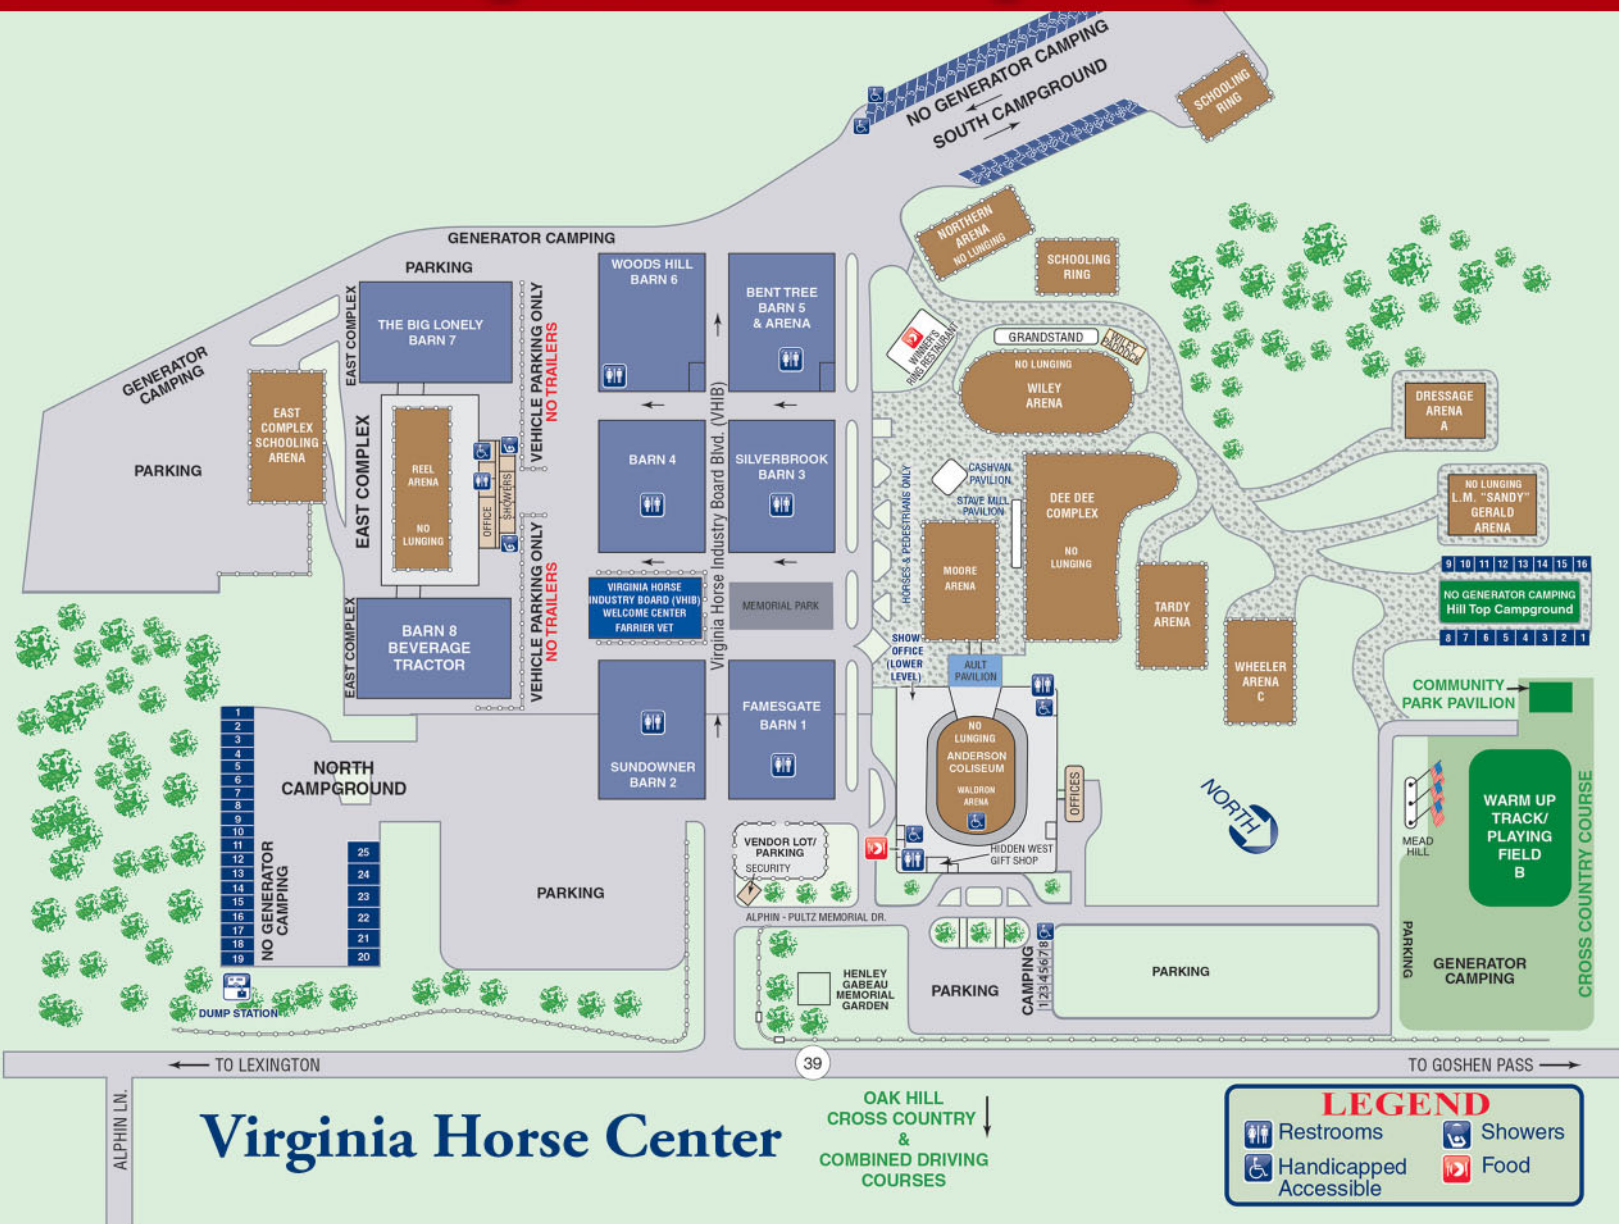 NO GENERATOR CAMPING
SOUTH CAMPGROUND
SCHOOLING
RING
NORTHERN
ARENA
NO LUNGING
SCHOOLING
RING
GENERATOR CAMPING
PARKING
WOODS HILL
BARN 6
BENT TREE
BARN 5
& ARENA
EAST COMPLEX
THE BIG LONELY
BARN 7
VEHICLE PARKING ONLY
NO TRAILERS
WINNER'S
RING RESTAURANT
GRANDSTAND
WILEY
PADDOCK
NO LUNGING
WILEY
ARENA
GENERATOR
CAMPING
EAST
COMPLEX
SCHOOLING
ARENA
PARKING
EAST COMPLEX
REEL
ARENA
NO
LUNGING
OFFICE
SHOWERS
BARN 4
SILVERBROOK
BARN 3
Virginia Horse Industry Board Blvd. (VHIB)
HORSES & PEDESTRIANS ONLY
CASHVAN
PAVILION
STAVE MILL
PAVILION
DEE DEE
COMPLEX
NO
LUNGING
DRESSAGE
ARENA
A
NO LUNGING
L.M. "SANDY"
GERALD
ARENA
MOORE
ARENA
TARDY
ARENA
WHEELER
ARENA
C
9 10 11 12 13 14 15 16
NO GENERATOR CAMPING
Hill Top Campground
8 7 6 5 4 3 2 1
VIRGINIA HORSE
INDUSTRY BOARD (VHIB)
WELCOME CENTER
FARRIER VET
MEMORIAL PARK
EAST COMPLEX
BARN 8
BEVERAGE
TRACTOR
VEHICLE PARKING ONLY
NO TRAILERS
SHOW
OFFICE
(LOWER
LEVEL)
AULT
PAVILION
COMMUNITY
PARK PAVILION
SUNDOWNER
BARN 2
FAMESGATE
BARN 1
NO
LUNGING
ANDERSON
COLISEUM
WALDRON
ARENA
OFFICES
HIDDEN WEST
GIFT SHOP
NORTH
MEAD
HILL
WARM UP
TRACK/
PLAYING
FIELD
B
CROSS COUNTRY COURSE
PARKING
GENERATOR
CAMPING
NORTH
CAMPGROUND
1
2
3
4
5
6
7
8
9
10
11
12
13
14
15
16
17
18
19
NO GENERATOR
CAMPING
25
24
23
22
21
20
DUMP STATION
PARKING
VENDOR LOT/
PARKING
SECURITY
ALPHIN - PULTZ MEMORIAL DR.
HENLEY
GABEAU
MEMORIAL
GARDEN
PARKING
CAMPING
1 2 3 4 5 6 7 8
PARKING
TO LEXINGTON
39
TO GOSHEN PASS
ALPHIN LN.
Virginia Horse Center
OAK HILL
CROSS COUNTRY
&
COMBINED DRIVING
COURSES
LEGEND
Restrooms
Showers
Handicapped
Accessible
Food